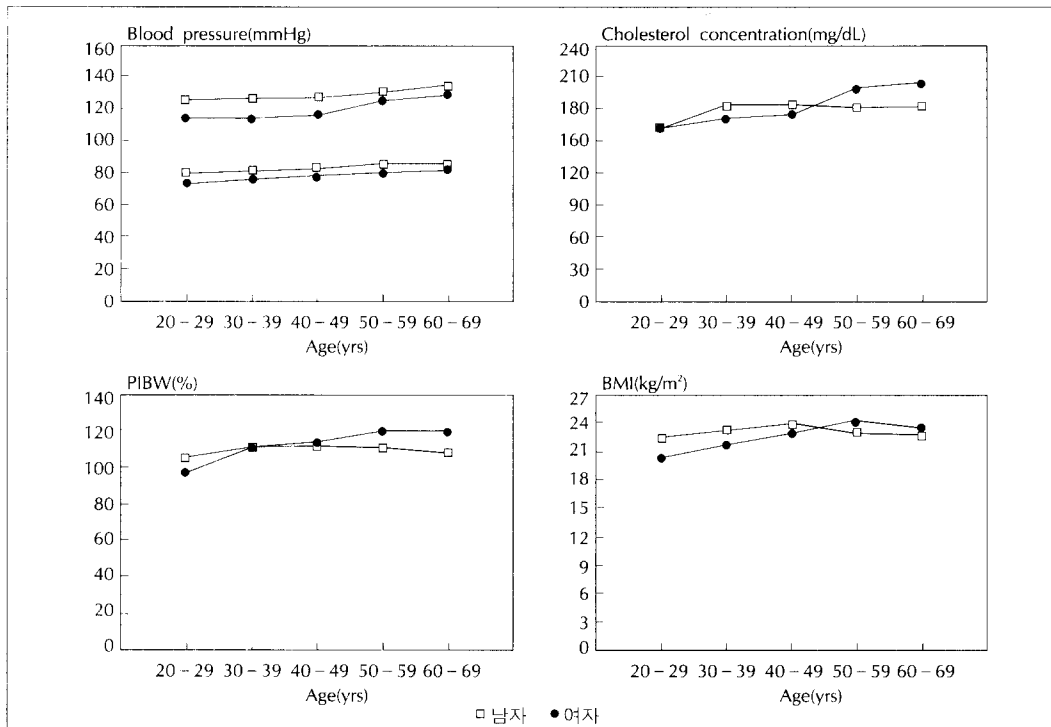 Blood pressure(mmHg)
160
140
120
100
80
60
40
20
0
20 – 29 30 – 39 40 – 49 50 – 59 60 – 69
Age(yrs)
Cholesterol concentration(mg/dL)
240
210
180
160
120
90
60
30
0
20 – 29 30 – 39 40 – 49 50 – 59 60 – 69
Age(yrs)
PIBW(%)
140
120
100
80
60
40
20
0
20 – 29 30 – 39 40 – 49 50 – 59 60 – 69
Age(yrs)
BMI(kg/m²)
27
24
21
18
15
12
9
6
3
0
20 – 29 30 – 39 40 – 49 50 – 59 60 – 69
Age(yrs)
□ 남자 ● 여자